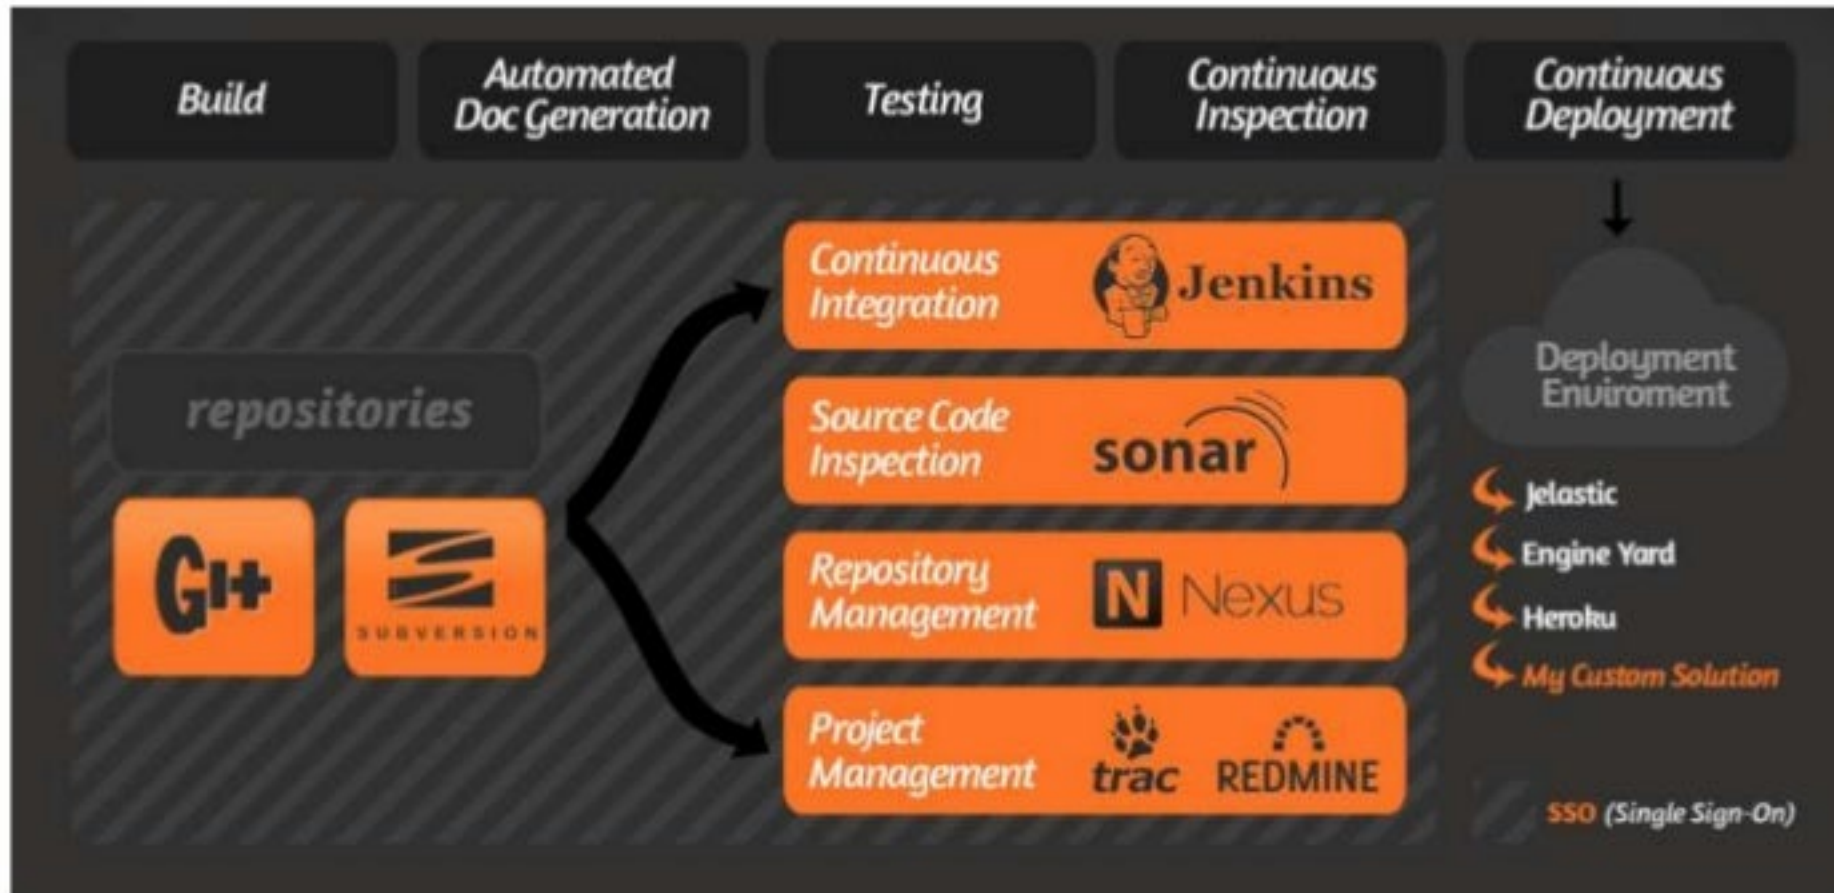 Build
Automated
Doc Generation
Testing
Continuous
Inspection
Continuous
Deployment
repositories
Git
SUBVERSION
Continuous
Integration
Jenkins
Source Code
Inspection
sonar
Repository
Management
N Nexus
Project
Management
trac
REDMINE
Deployment
Enviroment
Jelastic
Engine Yard
Heroku
My Custom Solution
SSO (Single Sign-On)